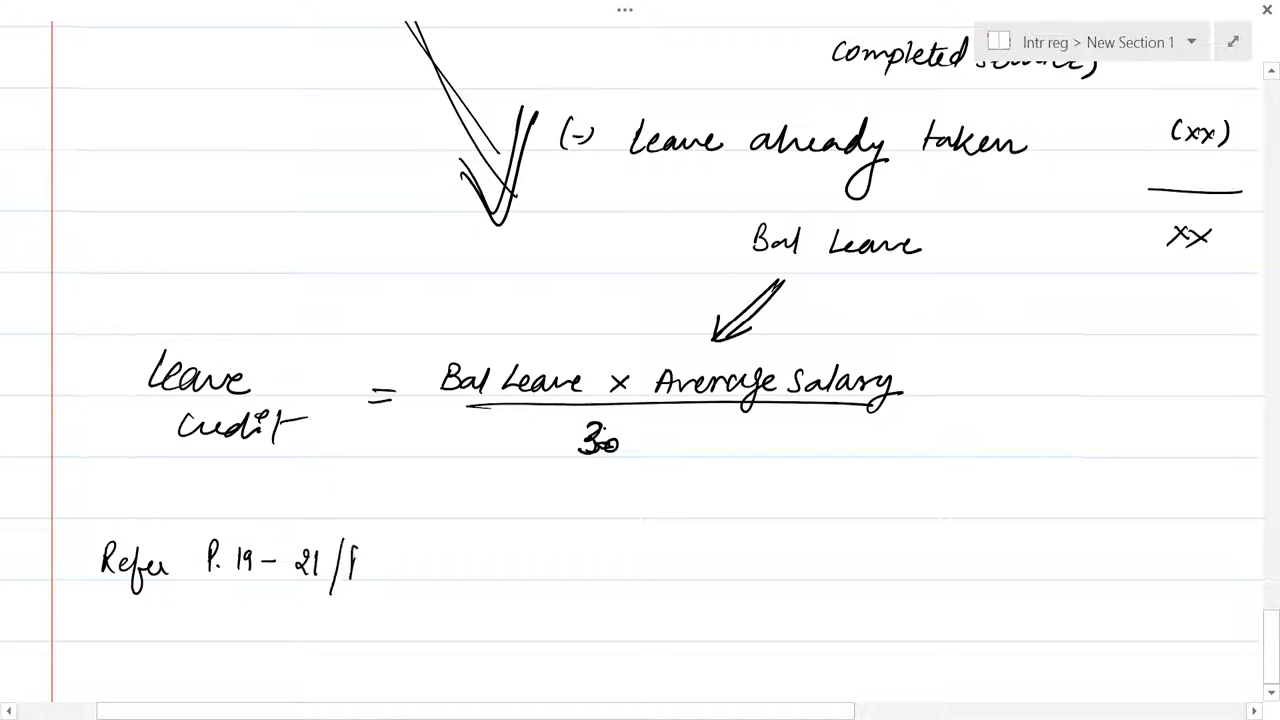 Intr reg > New Section 1
completed
(-) Leave already taken (xx)
Bal Leave xx
Leave credit = Bal Leave x Average Salary
30
Refer P. 19 - 21 /